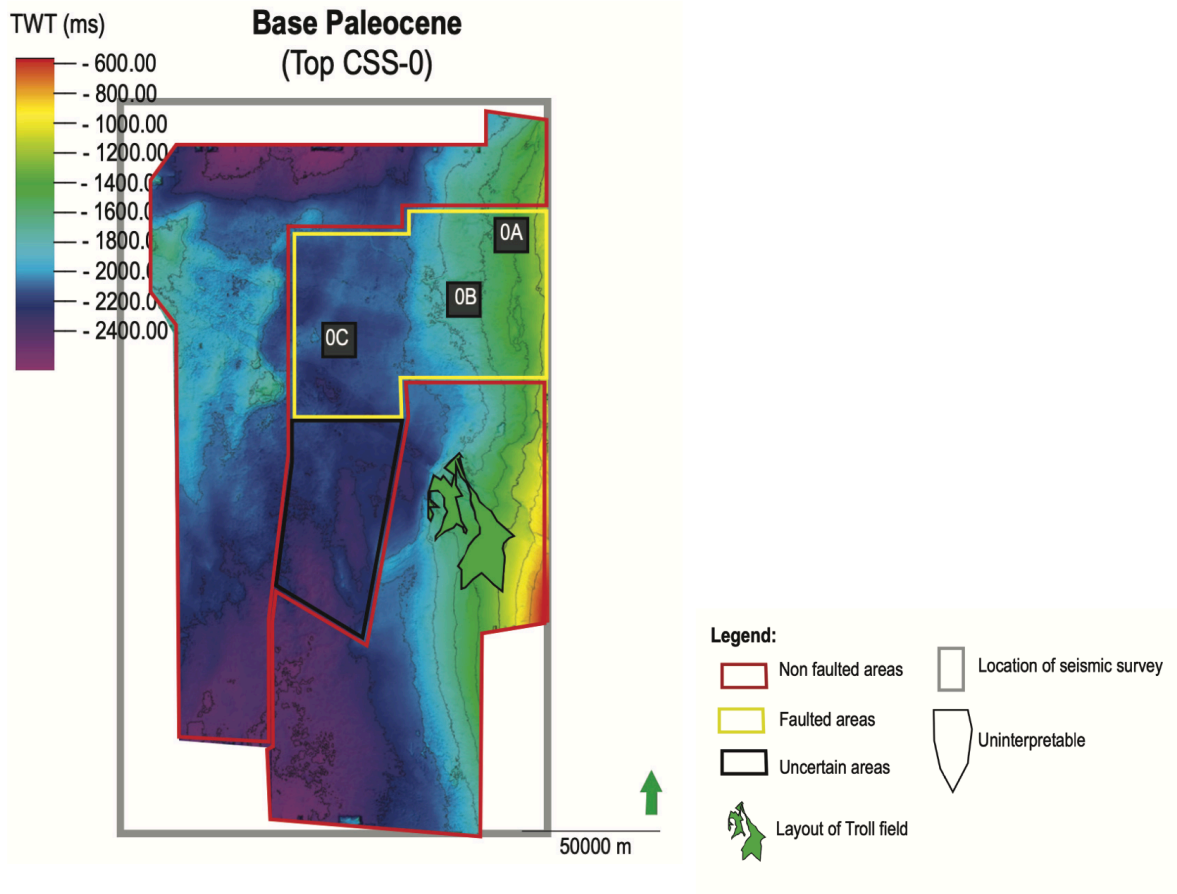 TWT (ms)
Base Paleocene
(Top CSS-0)
- 600.00
- 800.00
- 1000.00
- 1200.00
- 1400.00
- 1600.0
- 1800.0
- 2000.0
- 2200.0
- 2400.00
0A
0B
0C
50000 m
Legend:
Non faulted areas
Faulted areas
Uncertain areas
Layout of Troll field
Location of seismic survey
Uninterpretable